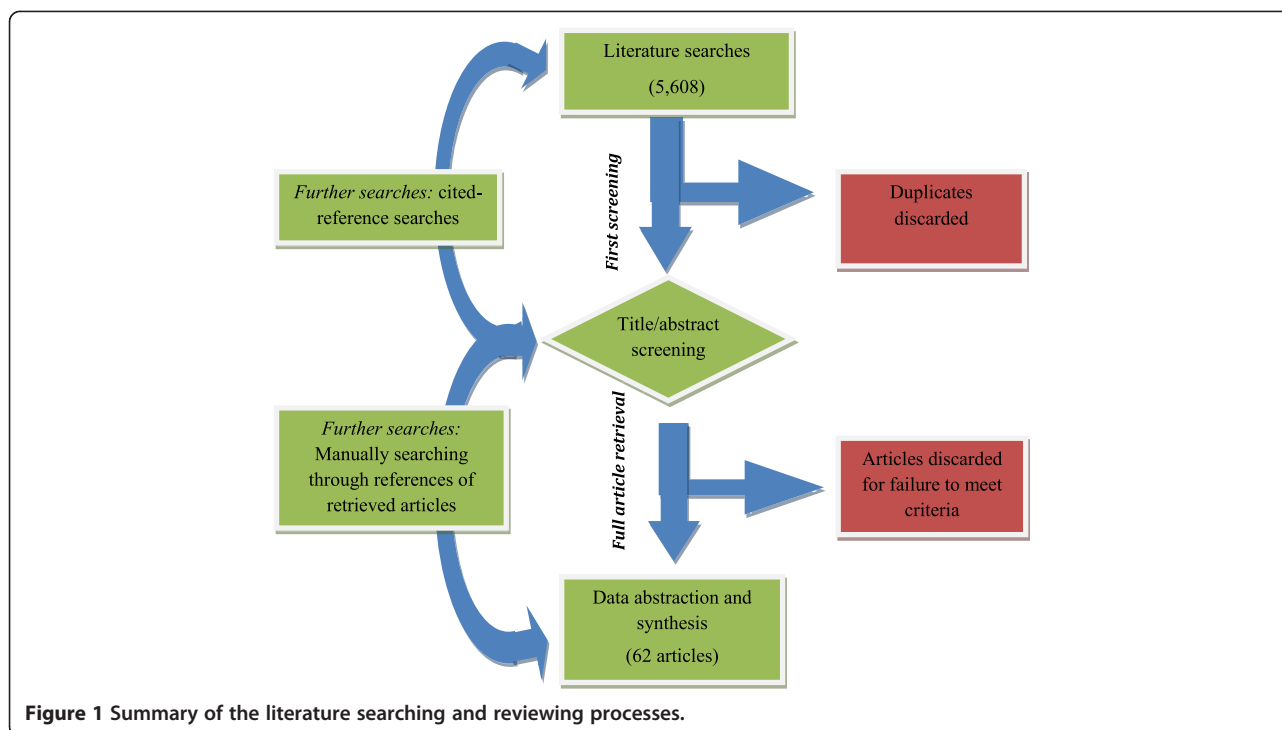 Literature searches
(5,608)
First screening
Further searches: cited-
reference searches
Duplicates
discarded
Title/abstract
screening
Further searches:
Manually searching
through references of
retrieved articles
Full article retrieval
Articles discarded
for failure to meet
criteria
Data abstraction and
synthesis
(62 articles)
Figure 1 Summary of the literature searching and reviewing processes.